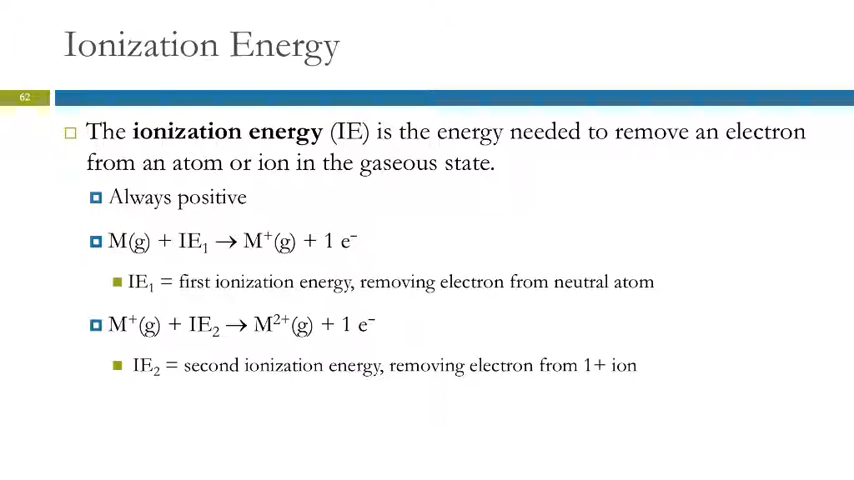 Ionization Energy
62
The ionization energy (IE) is the energy needed to remove an electron
from an atom or ion in the gaseous state.
Always positive
M(g) + IE₁ → M⁺(g) + 1 e⁻
IE₁ = first ionization energy, removing electron from neutral atom
M⁺(g) + IE₂ → M²⁺(g) + 1 e⁻
IE₂ = second ionization energy, removing electron from 1+ ion